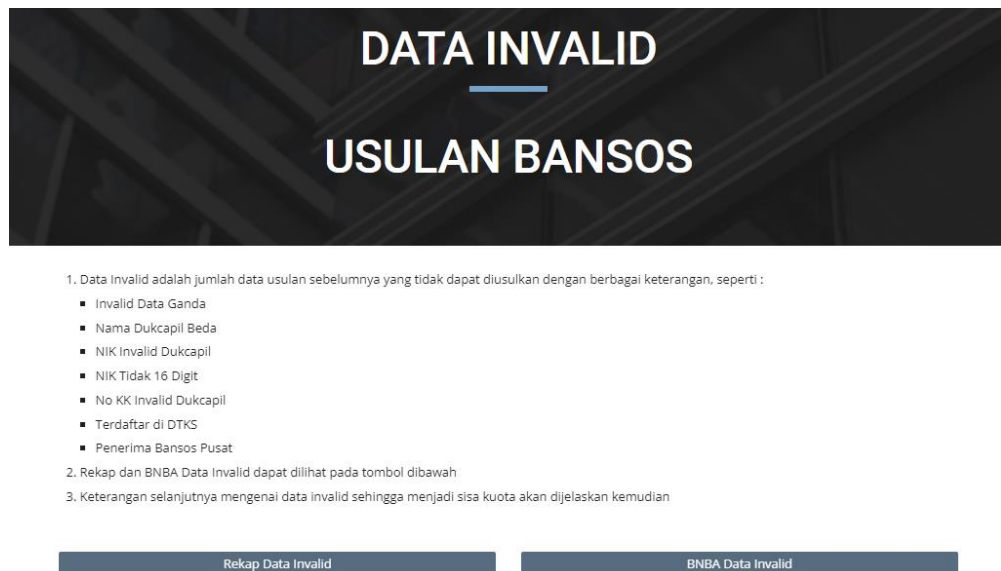 DATA INVALID
USULAN BANSOS
1. Data Invalid adalah jumlah data usulan sebelumnya yang tidak dapat diusulkan dengan berbagai keterangan, seperti :
▪ Invalid Data Ganda
▪ Nama Dukcapil Beda
▪ NIK Invalid Dukcapil
▪ NIK Tidak 16 Digit
▪ No KK Invalid Dukcapil
▪ Terdaftar di DTKS
▪ Penerima Bansos Pusat
2. Rekap dan BNBA Data Invalid dapat dilihat pada tombol dibawah
3. Keterangan selanjutnya mengenai data invalid sehingga menjadi sisa kuota akan dijelaskan kemudian
Rekap Data Invalid
BNBA Data Invalid